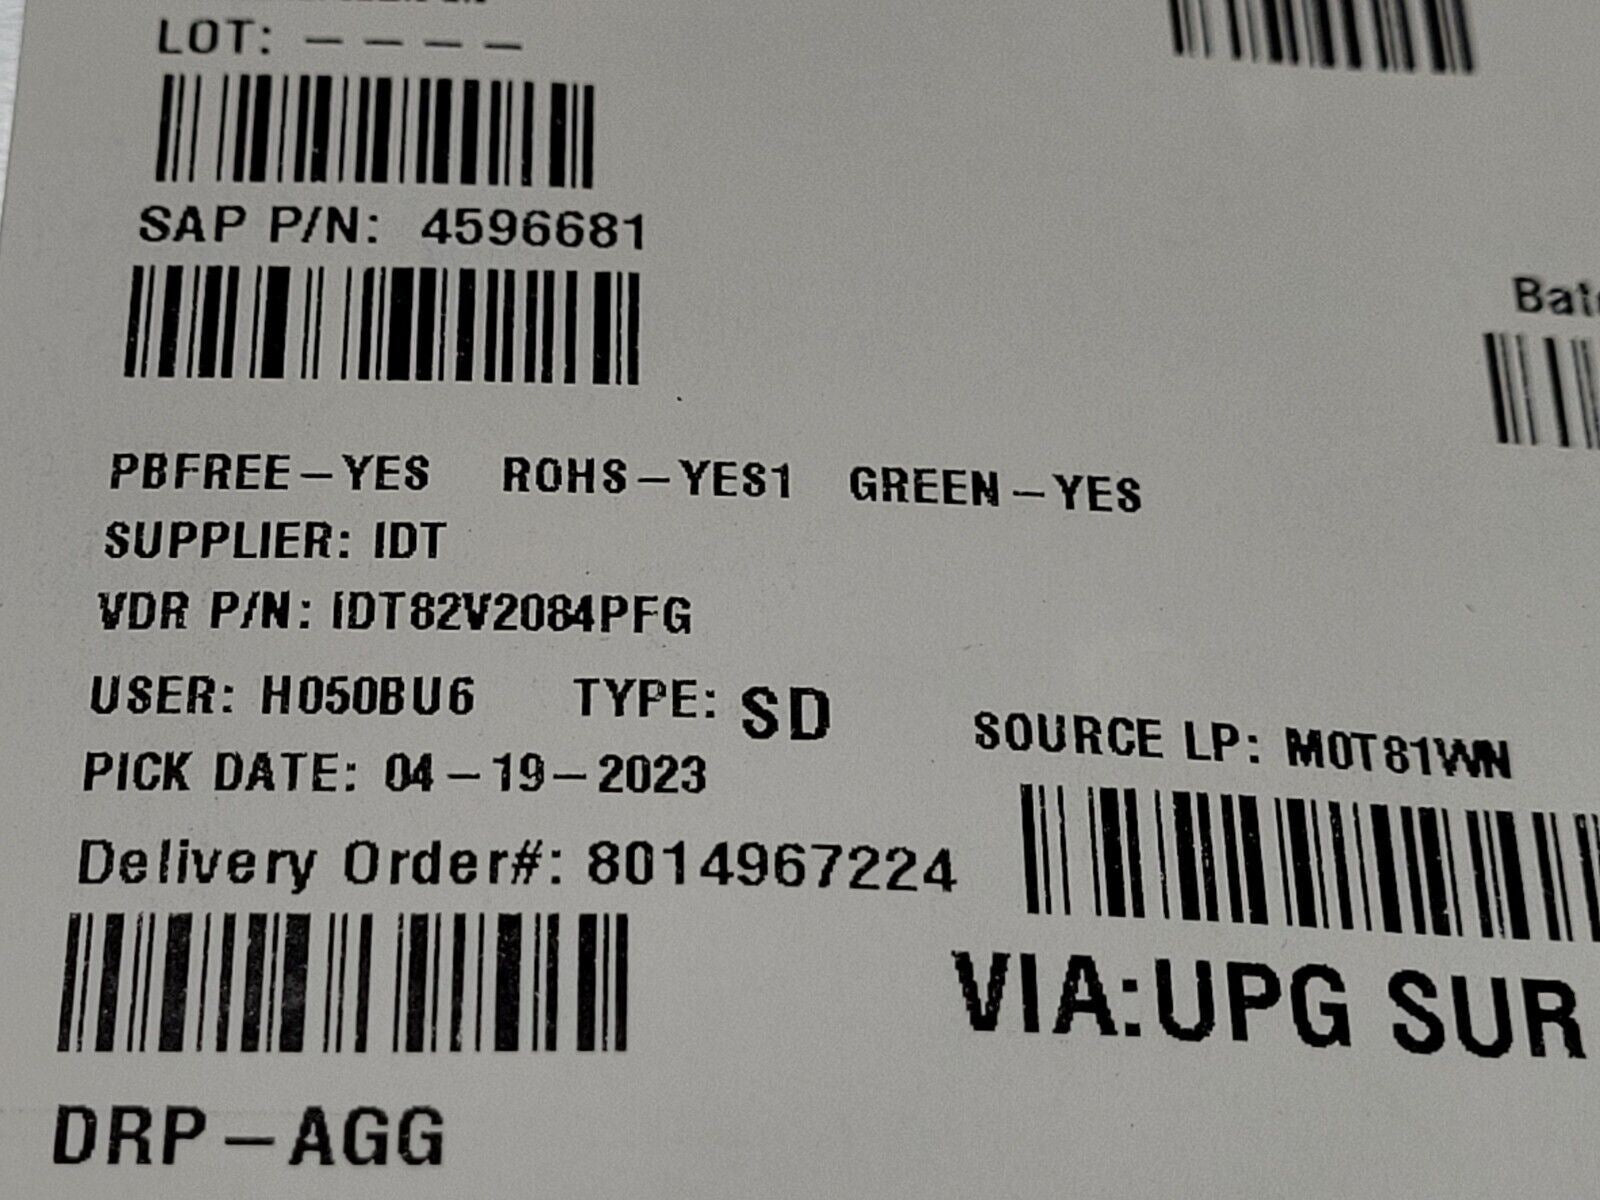 LOT: ----
SAP P/N: 4596681
Bat
PBFREE-YES ROHS-YES1 GREEN-YES
SUPPLIER: IDT
VDR P/N: IDT82V2084PFG
USER: H050BU6 TYPE: SD
SOURCE LP: M0T81WN
PICK DATE: 04-19-2023
Delivery Order#: 8014967224
VIA:UPG SUR
DRP-AGG